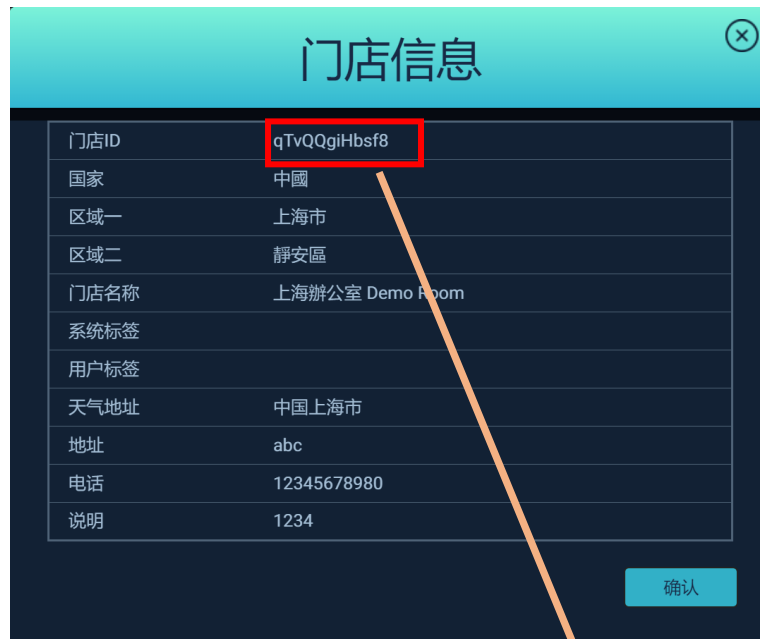 门店信息
门店ID qTvQQgiHbsf8
国家 中國
区域一 上海市
区域二 靜安區
门店名称 上海辦公室 Demo Room
系统标签
用户标签
天气地址 中国上海市
地址 abc
电话 12345678980
说明 1234
确认